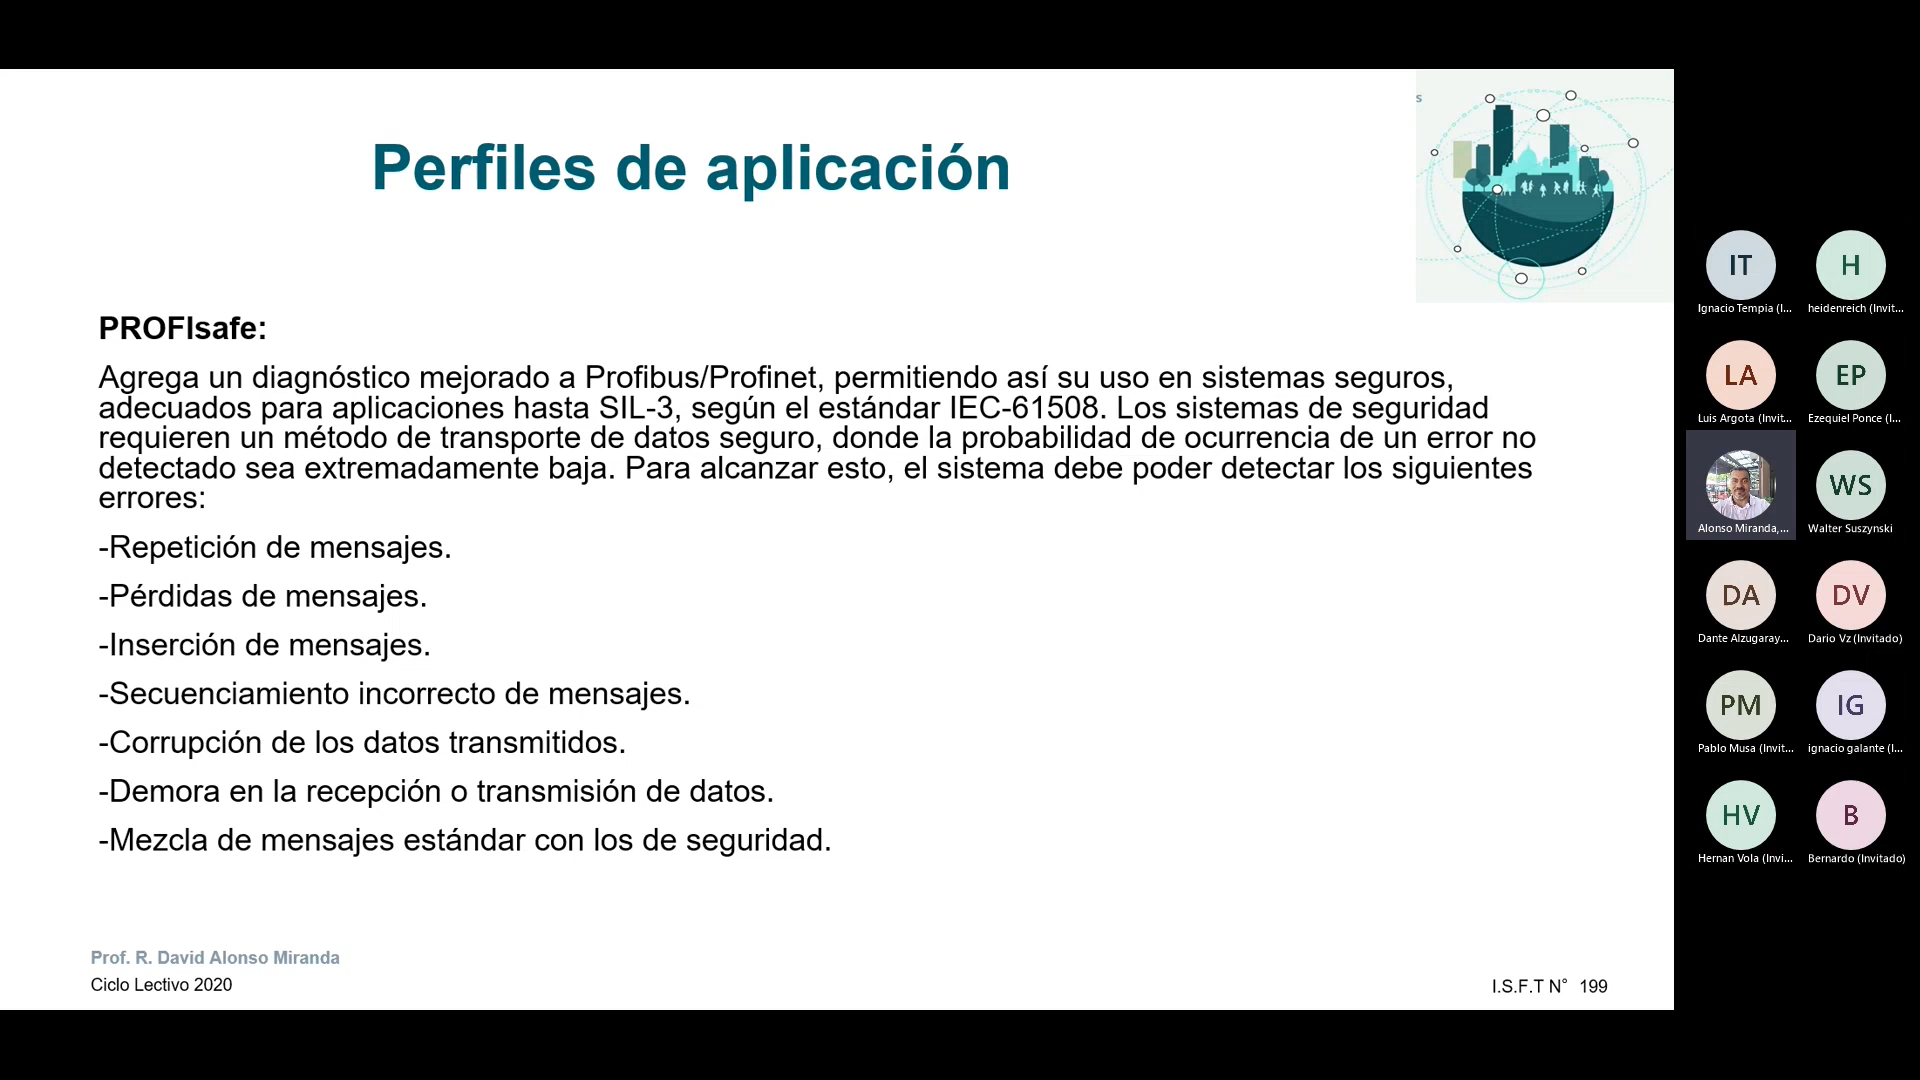 s
Perfiles de aplicación
PROFIsafe:
Agrega un diagnóstico mejorado a Profibus/Profinet, permitiendo así su uso en sistemas seguros,
adecuados para aplicaciones hasta SIL-3, según el estándar IEC-61508. Los sistemas de seguridad
requieren un método de transporte de datos seguro, donde la probabilidad de ocurrencia de un error no
detectado sea extremadamente baja. Para alcanzar esto, el sistema debe poder detectar los siguientes
errores:
-Repetición de mensajes.
-Pérdidas de mensajes.
-Inserción de mensajes.
-Secuenciamiento incorrecto de mensajes.
-Corrupción de los datos transmitidos.
-Demora en la recepción o transmisión de datos.
-Mezcla de mensajes estándar con los de seguridad.
Prof. R. David Alonso Miranda
Ciclo Lectivo 2020
I.S.F.T N° 199
IT
Ignacio Tempia (I...
H
heidenreich (Invit...
LA
Luis Argota (Invit...
EP
Ezequiel Ponce (I...
Alonso Miranda,...
WS
Walter Suszynski
DA
Dante Alzugaray...
DV
Dario Vz (Invitado)
PM
Pablo Musa (Invit...
IG
ignacio galante (I...
HV
Hernan Vola (Invi...
B
Bernardo (Invitado)